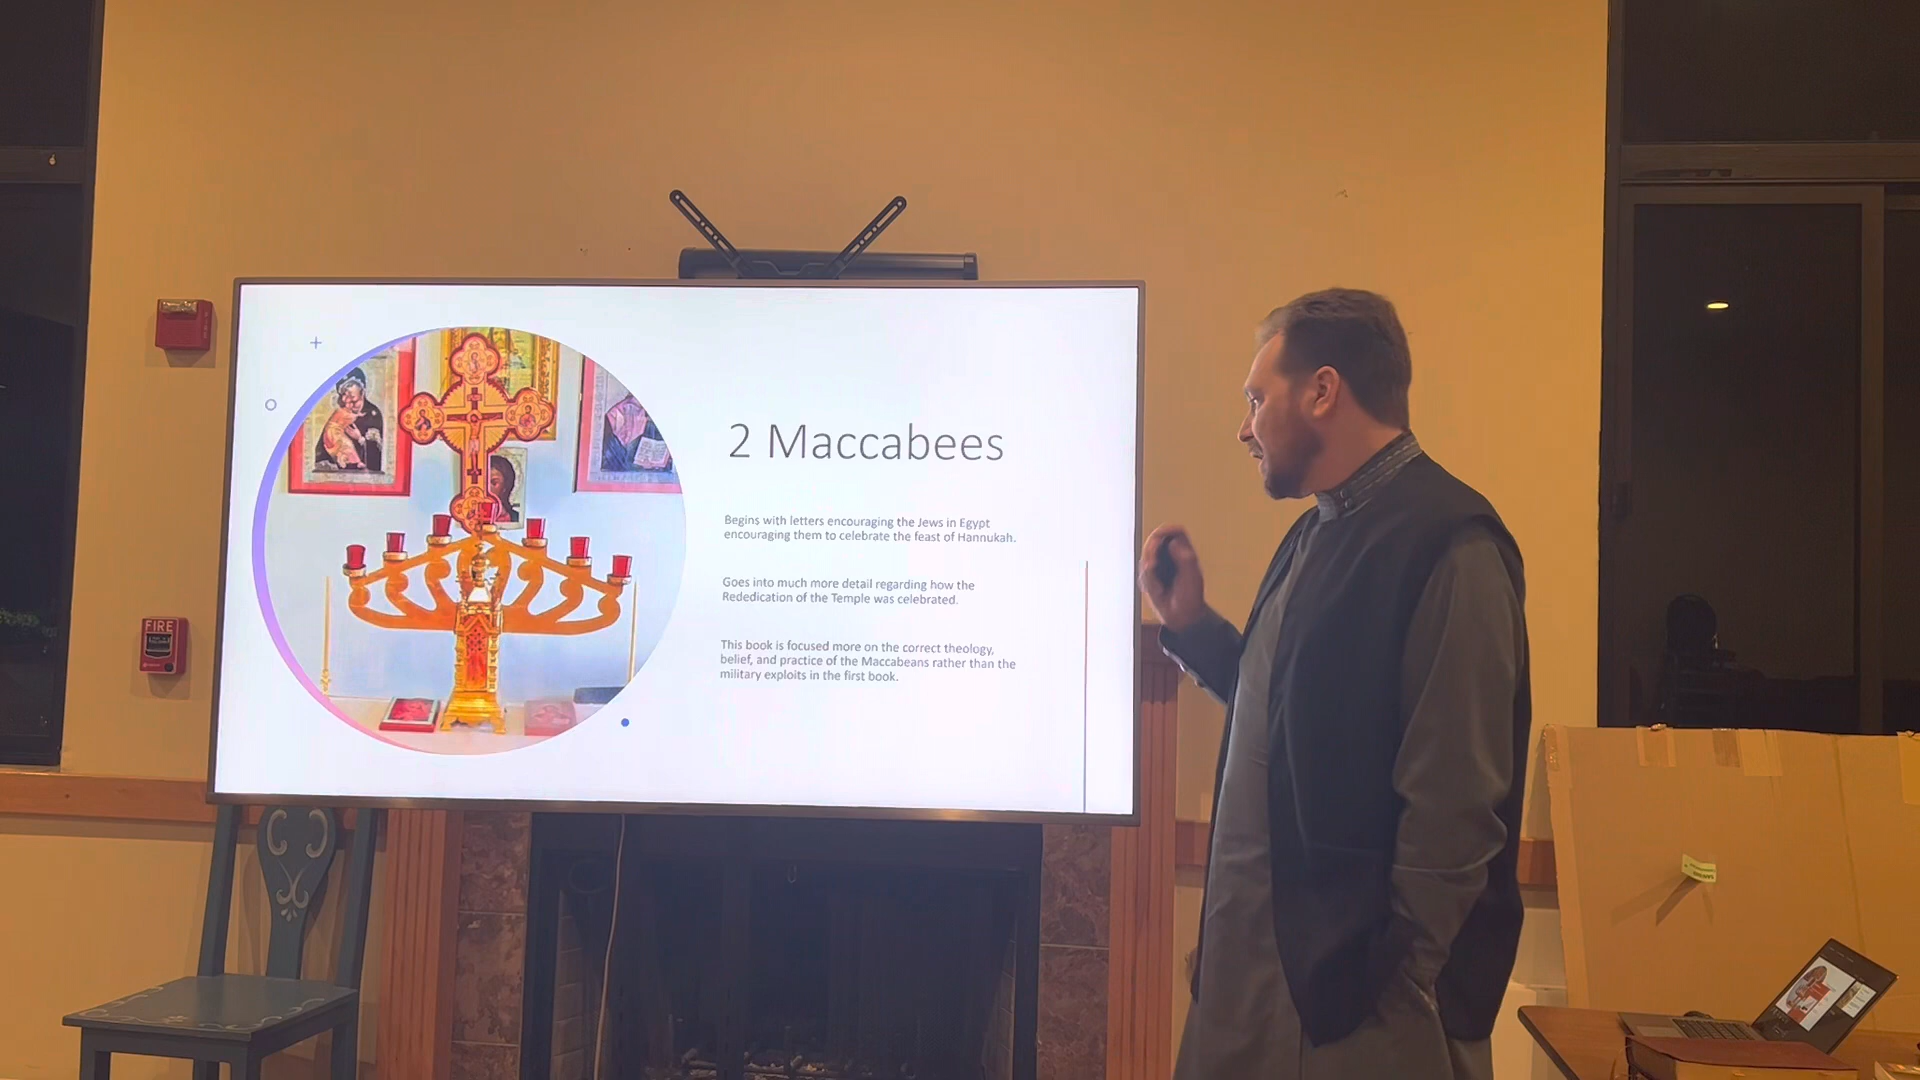 2 Maccabees
Begins with letters encouraging the Jews in Egypt
encouraging them to celebrate the feast of Hannukah.
Goes into much more detail regarding how the
Rededication of the Temple was celebrated.
This book is focused more on the correct theology,
belief, and practice of the Maccabeans rather than the
military exploits in the first book.
FIRE